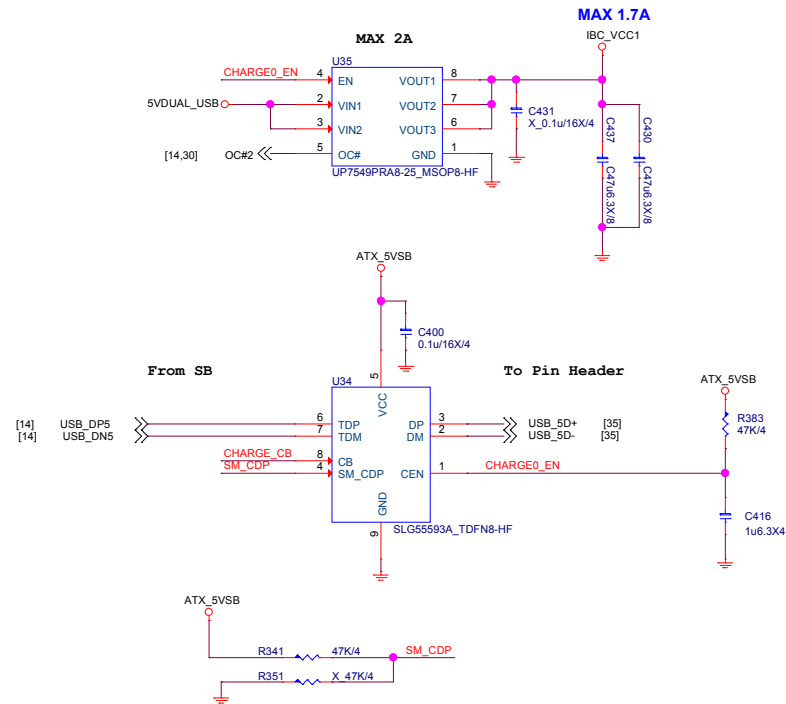 MAX 1.7A
MAX 2A
IBC_VCC1
U35
CHARGE0_EN 4 EN VOUT1 8
5VDUAL_USB 2 VIN1 VOUT2 7
3 VIN2 VOUT3 6
[14,30] OC#2 5 OC# GND 1
UP7549PRA8-25_MSOP8-HF
C431
X_0.1u/16X/4
C437
C47u6.3X/8
C430
C47u6.3X/8
ATX_5VSB
C400
0.1u/16X/4
From SB
To Pin Header
U34
5
VCC
[14] USB_DP5 6 TDP DP 3 USB_5D+ [35]
[14] USB_DN5 7 TDM DM 2 USB_5D- [35]
CHARGE_CB 8 CB
SM_CDP 4 SM_CDP CEN 1 CHARGE0_EN
GND
9
SLG55593A_TDFN8-HF
ATX_5VSB
R383
47K/4
C416
1u6.3X4
ATX_5VSB
R341 47K/4 SM_CDP
R351 X_47K/4